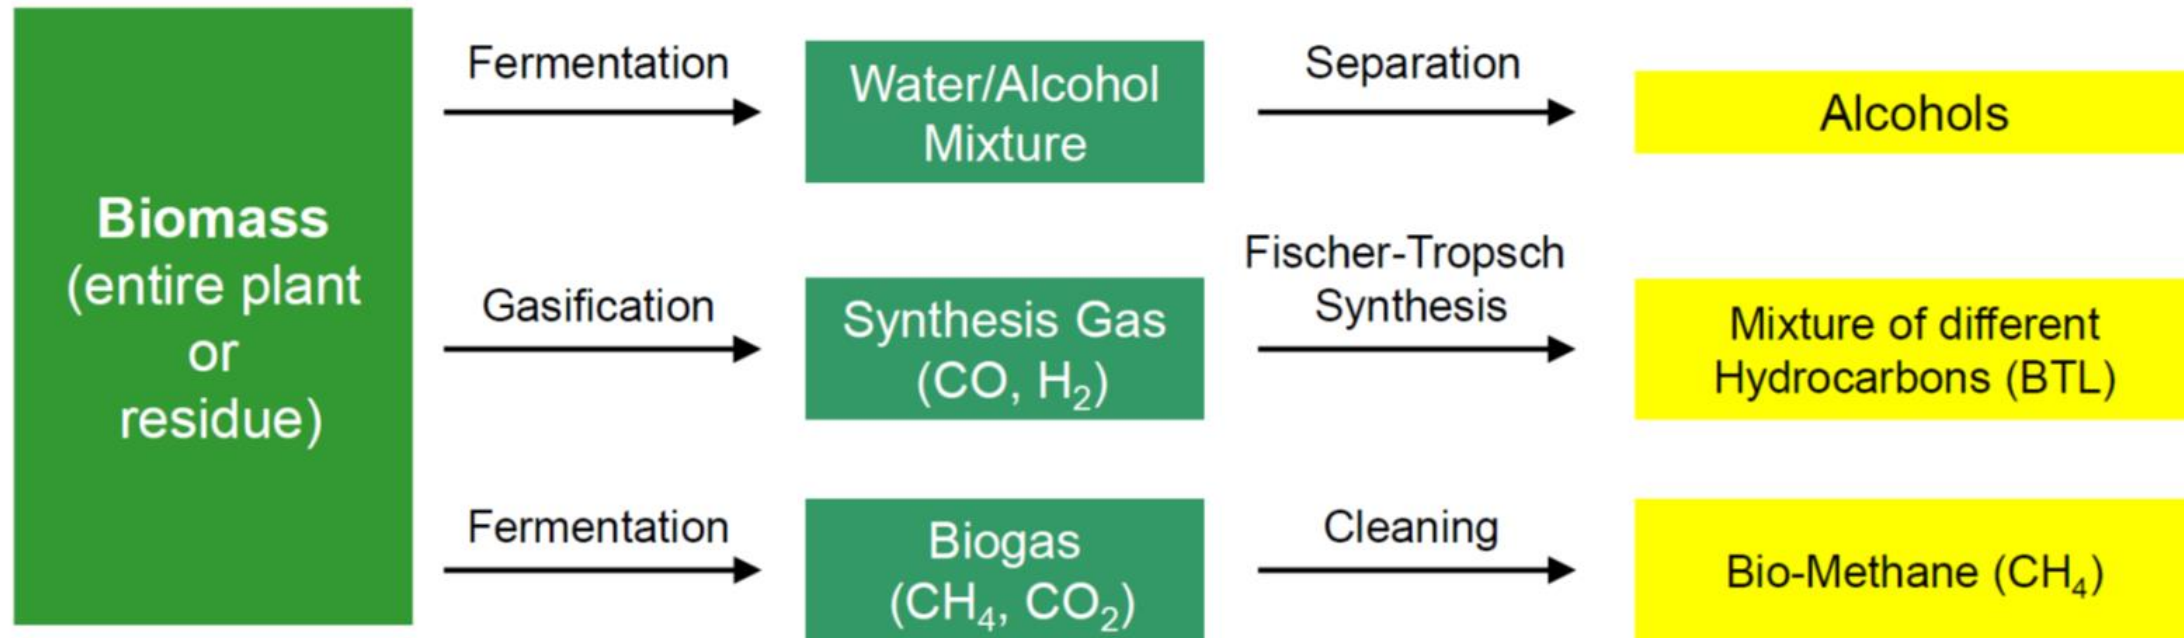 Biomass
(entire plant
or
residue)
Fermentation
Water/Alcohol
Mixture
Separation
Alcohols
Gasification
Synthesis Gas
(CO, H₂)
Fischer-Tropsch
Synthesis
Mixture of different
Hydrocarbons (BTL)
Fermentation
Biogas
(CH₄, CO₂)
Cleaning
Bio-Methane (CH₄)